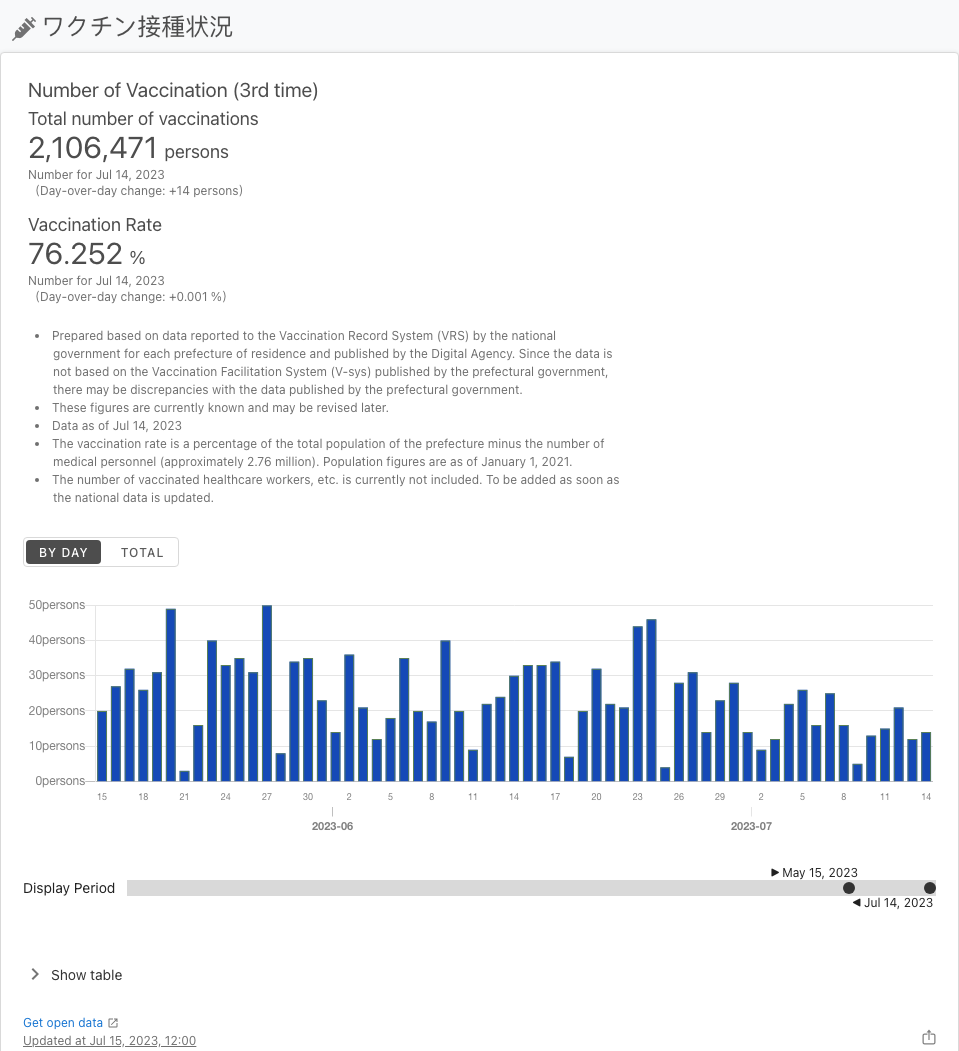 ワクチン接種状況
Number of Vaccination (3rd time)
Total number of vaccinations
2,106,471 persons
Number for Jul 14, 2023
(Day-over-day change: +14 persons)
Vaccination Rate
76.252 %
Number for Jul 14, 2023
(Day-over-day change: +0.001 %)
• Prepared based on data reported to the Vaccination Record System (VRS) by the national
government for each prefecture of residence and published by the Digital Agency. Since the data is
not based on the Vaccination Facilitation System (V-sys) published by the prefectural government,
there may be discrepancies with the data published by the prefectural government.
• These figures are currently known and may be revised later.
• Data as of Jul 14, 2023
• The vaccination rate is a percentage of the total population of the prefecture minus the number of
medical personnel (approximately 2.76 million). Population figures are as of January 1, 2021.
• The number of vaccinated healthcare workers, etc. is currently not included. To be added as soon as
the national data is updated.
BY DAY TOTAL
50persons
40persons
30persons
20persons
10persons
0persons
15 18 21 24 27 30 2 5 8 11 14 17 20 23 26 29 2 5 8 11 14
2023-06 2023-07
▶ May 15, 2023
Display Period
◀ Jul 14, 2023
Show table
Get open data
Updated at Jul 15, 2023, 12:00